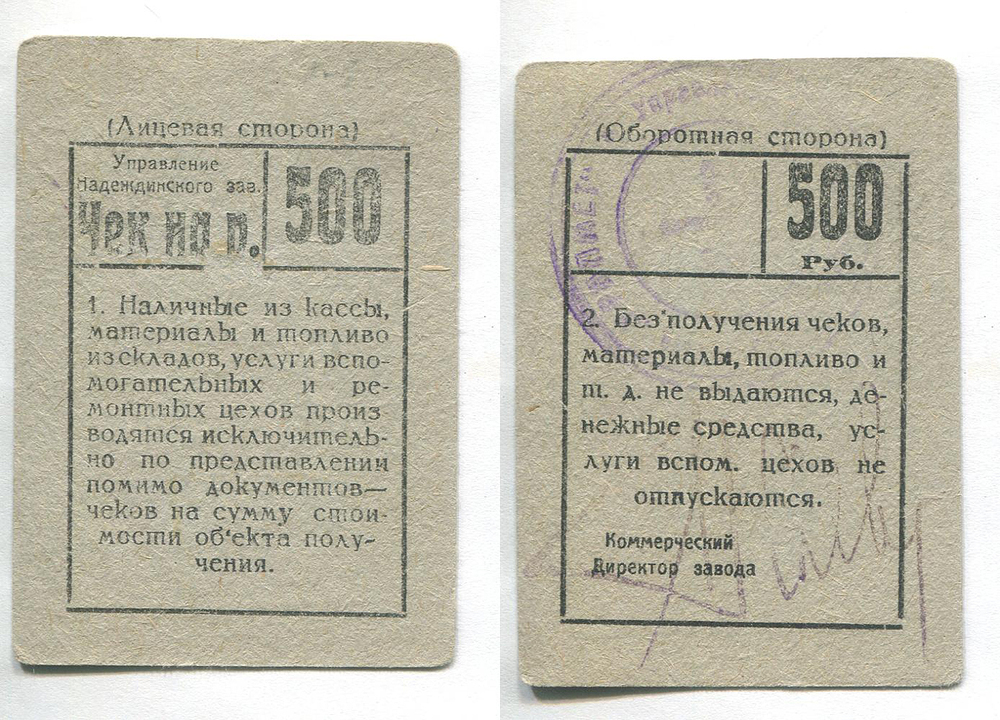 (Лицевая сторона)
Управление
Надеждинского зав.
Чек на р.
500
1. Наличные из кассы,
материалы и топливо
из складов, услуги вспо-
могательных и ре-
монтных цехов произ
водятся исключитель-
но по представлении
помимо документов—
чеков на сумму стои-
мости об'екта полу-
чения.
(Оборотная сторона)
500
Руб.
2. Без получения чеков,
материалы, топливо и
т. д. не выдаются, де-
нежные средства, ус-
луги вспом. цехов не
отпускаются.
Коммерческий
Директор завода